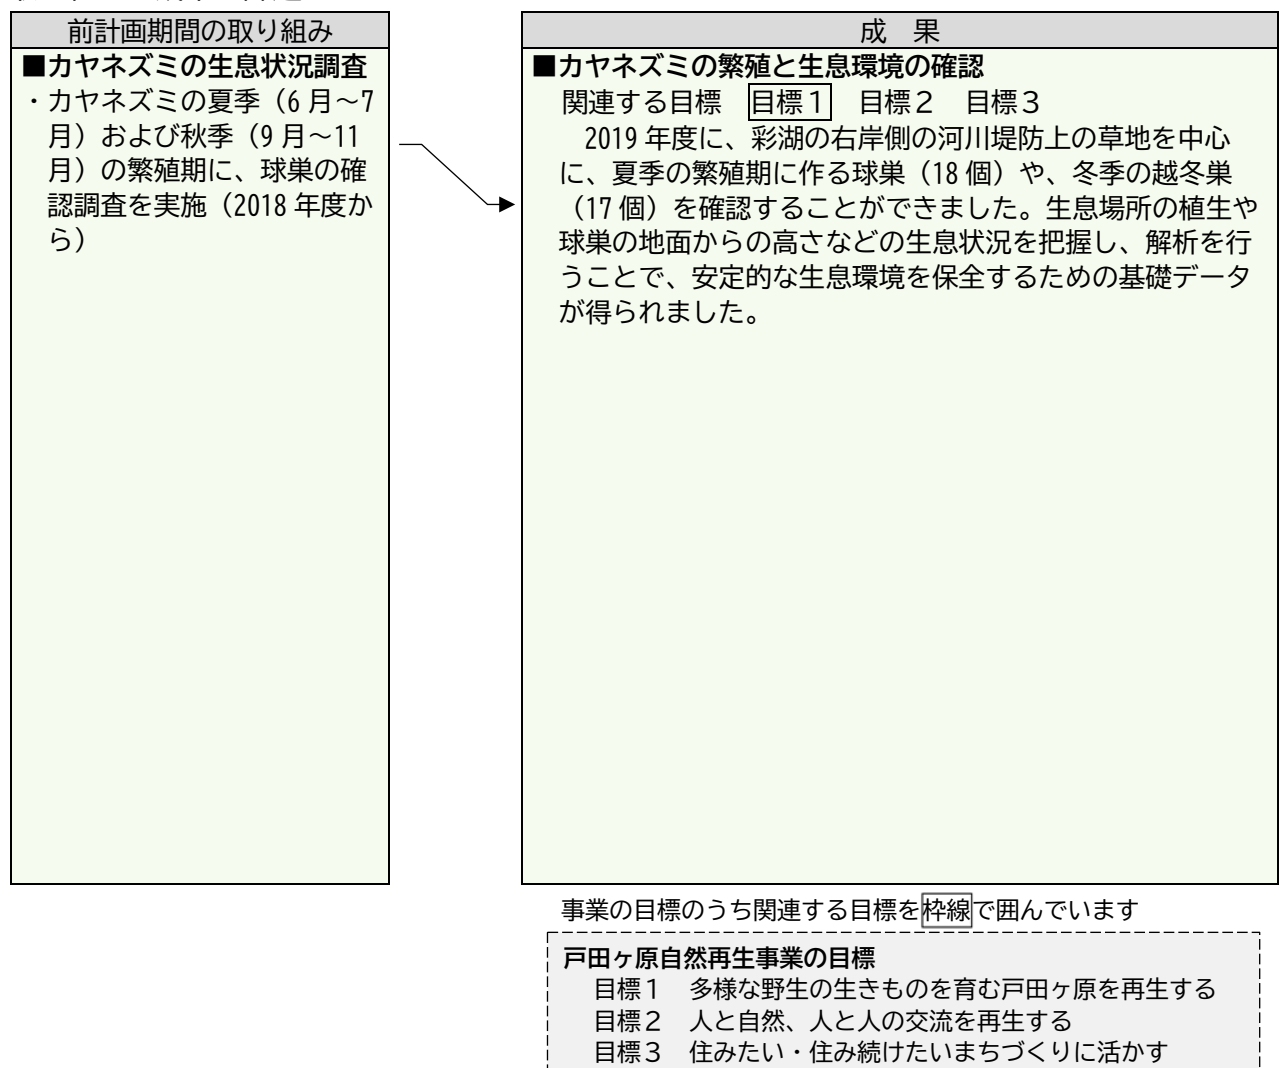 前計画期間の取り組み
■カヤネズミの生息状況調査
・カヤネズミの夏季（6月～7
月）および秋季（9月～11
月）の繁殖期に、球巣の確
認調査を実施（2018年度か
ら）
成　果
■カヤネズミの繁殖と生息環境の確認
関連する目標　目標１　目標２　目標３
2019年度に、彩湖の右岸側の河川堤防上の草地を中心
に、夏季の繁殖期に作る球巣（18個）や、冬季の越冬巣
（17個）を確認することができました。生息場所の植生や
球巣の地面からの高さなどの生息状況を把握し、解析を行
うことで、安定的な生息環境を保全するための基礎データ
が得られました。
事業の目標のうち関連する目標を枠線で囲んでいます
戸田ヶ原自然再生事業の目標
目標１　多様な野生の生きものを育む戸田ヶ原を再生する
目標２　人と自然、人と人の交流を再生する
目標３　住みたい・住み続けたいまちづくりに活かす